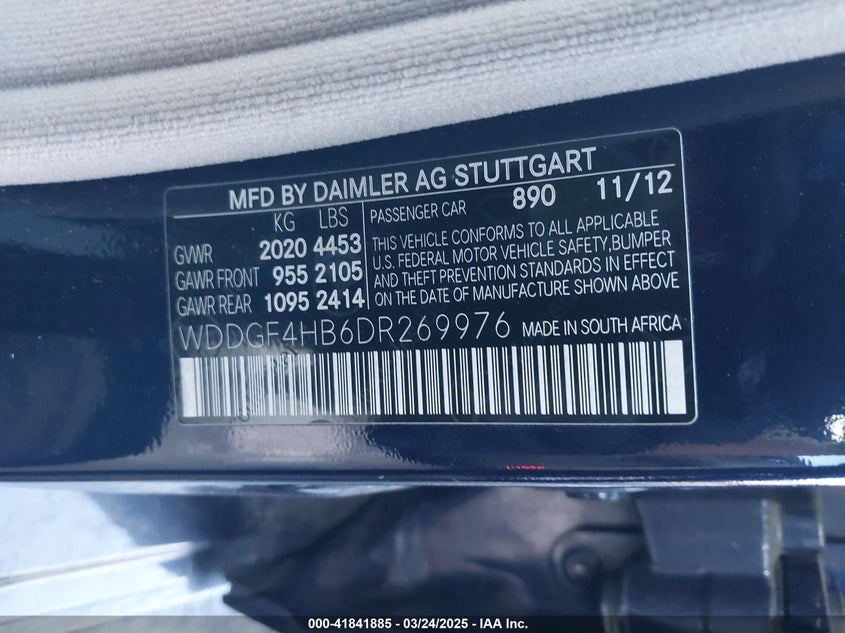 MFD BY DAIMLER AG STUTTGART
KG LBS
GVWR 2020 4453
GAWR FRONT 955 2105
GAWR REAR 1095 2414
PASSENGER CAR 890 11/12
THIS VEHICLE CONFORMS TO ALL APPLICABLE
U.S. FEDERAL MOTOR VEHICLE SAFETY, BUMPER
AND THEFT PREVENTION STANDARDS IN EFFECT
ON THE DATE OF MANUFACTURE SHOWN ABOVE
WDDGF4HB6DR269976 MADE IN SOUTH AFRICA
000-41841885 / 03/24/2025 / IAA Inc.